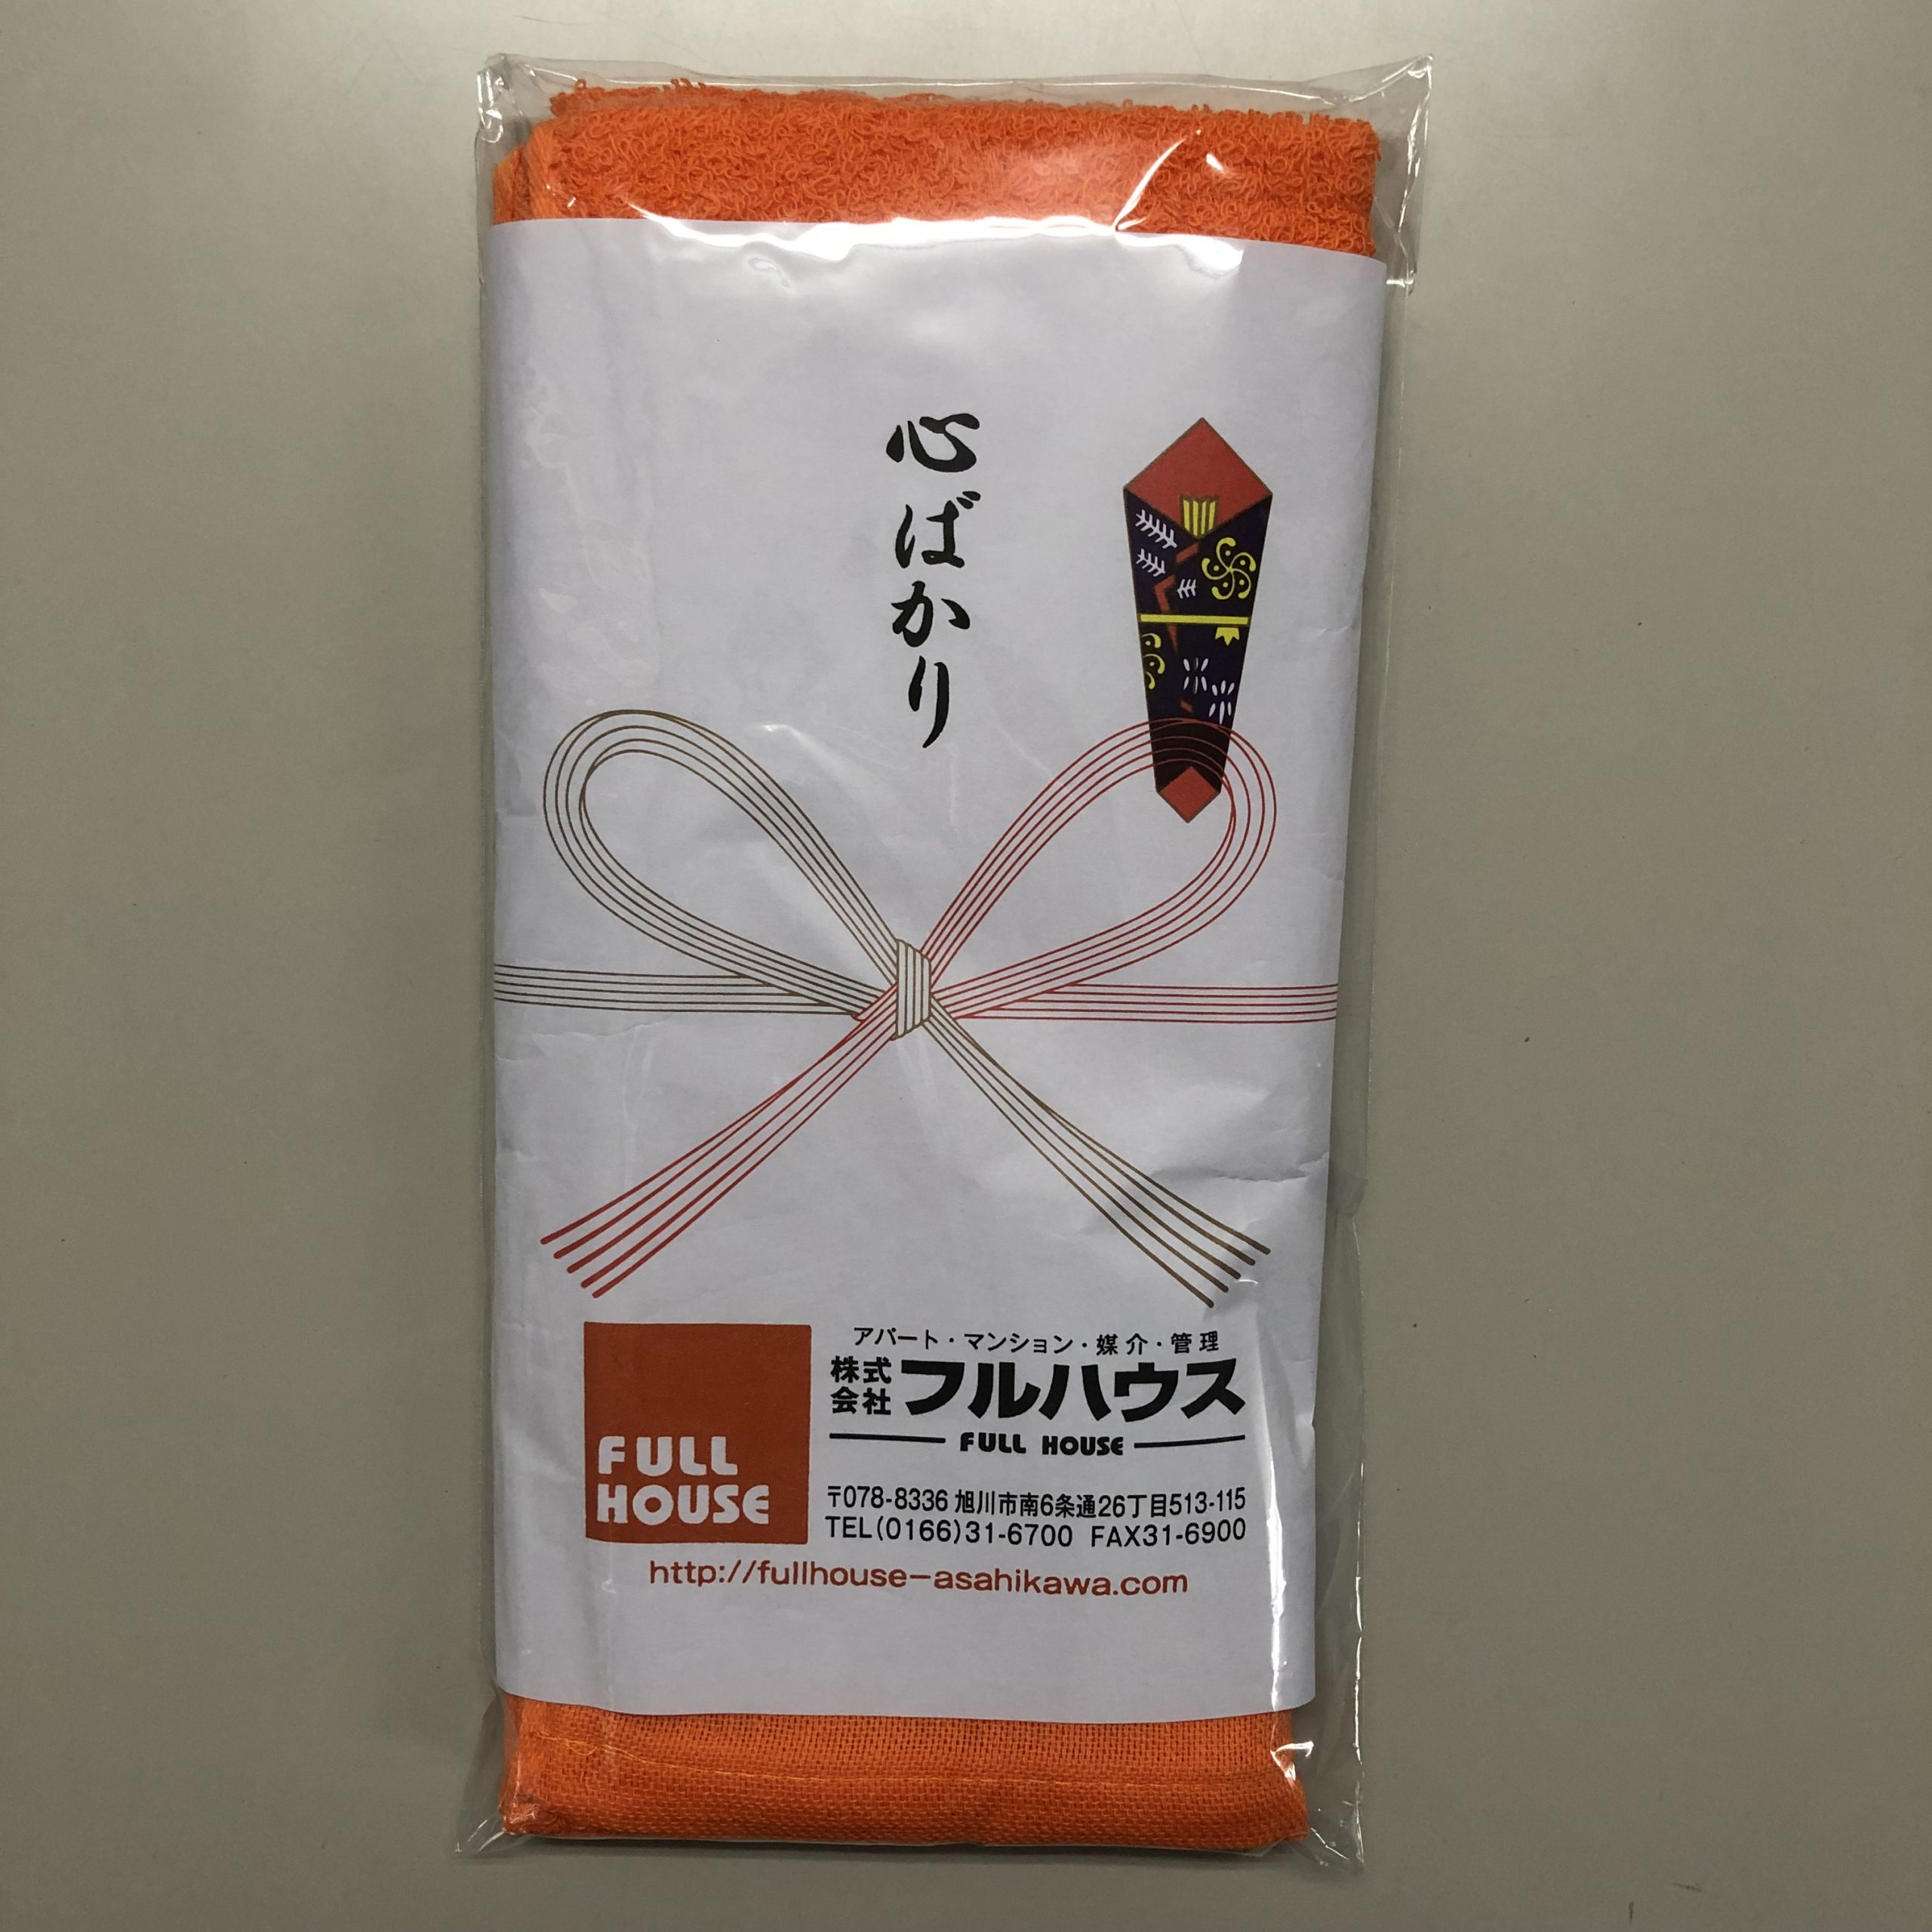 心ばかり
FULL
HOUSE
アパート・マンション・媒介・管理
株式
会社
フルハウス
FULL HOUSE
〒078-8336 旭川市南6条通26丁目513-115
TEL(0166)31-6700 FAX31-6900
http://fullhouse-asahikawa.com